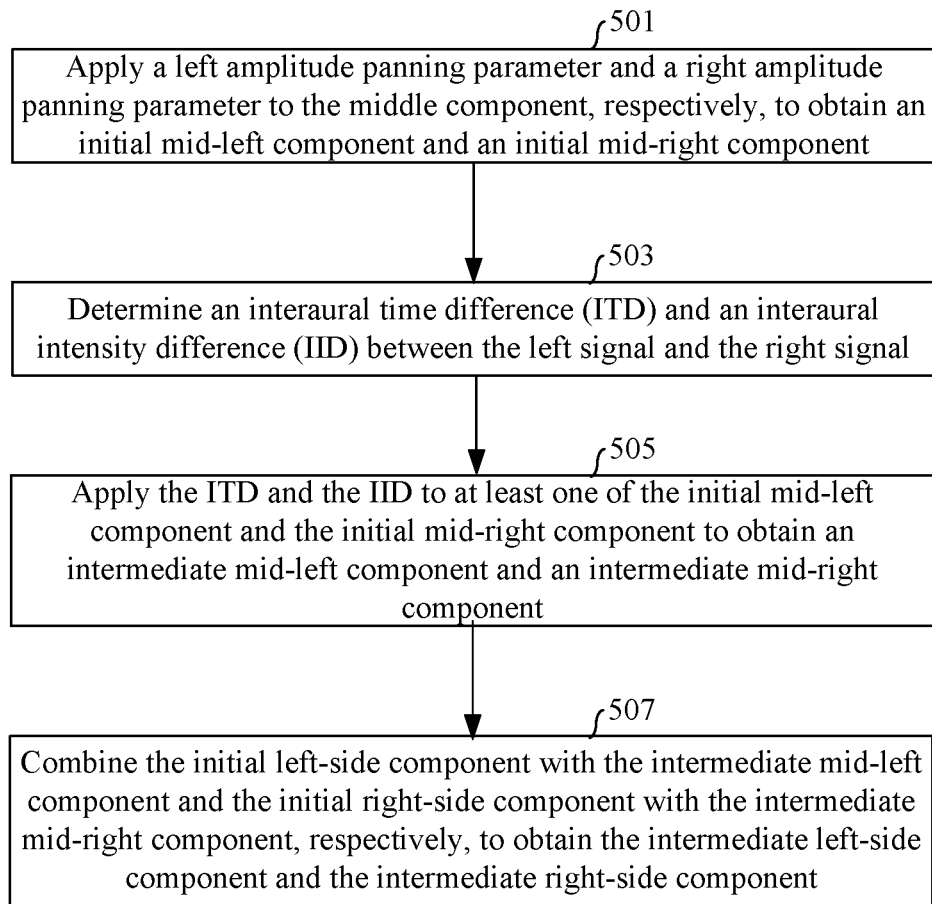 501
Apply a left amplitude panning parameter and a right amplitude
panning parameter to the middle component, respectively, to obtain an
initial mid-left component and an initial mid-right component
503
Determine an interaural time difference (ITD) and an interaural
intensity difference (IID) between the left signal and the right signal
505
Apply the ITD and the IID to at least one of the initial mid-left
component and the initial mid-right component to obtain an
intermediate mid-left component and an intermediate mid-right
component
507
Combine the initial left-side component with the intermediate mid-left
component and the initial right-side component with the intermediate
mid-right component, respectively, to obtain the intermediate left-side
component and the intermediate right-side component